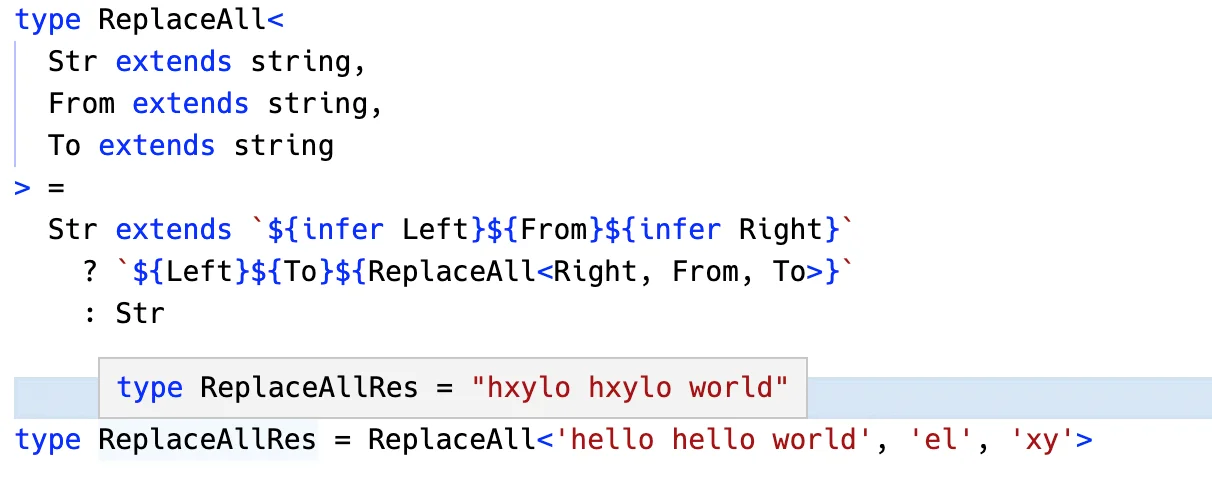 type ReplaceAll<
  Str extends string,
  From extends string,
  To extends string
> =
  Str extends `${infer Left}${From}${infer Right}`
    ? `${Left}${To}${ReplaceAll<Right, From, To>}`
    : Str
type ReplaceAllRes = "hxylo hxylo world"
type ReplaceAllRes = ReplaceAll<'hello hello world', 'el', 'xy'>